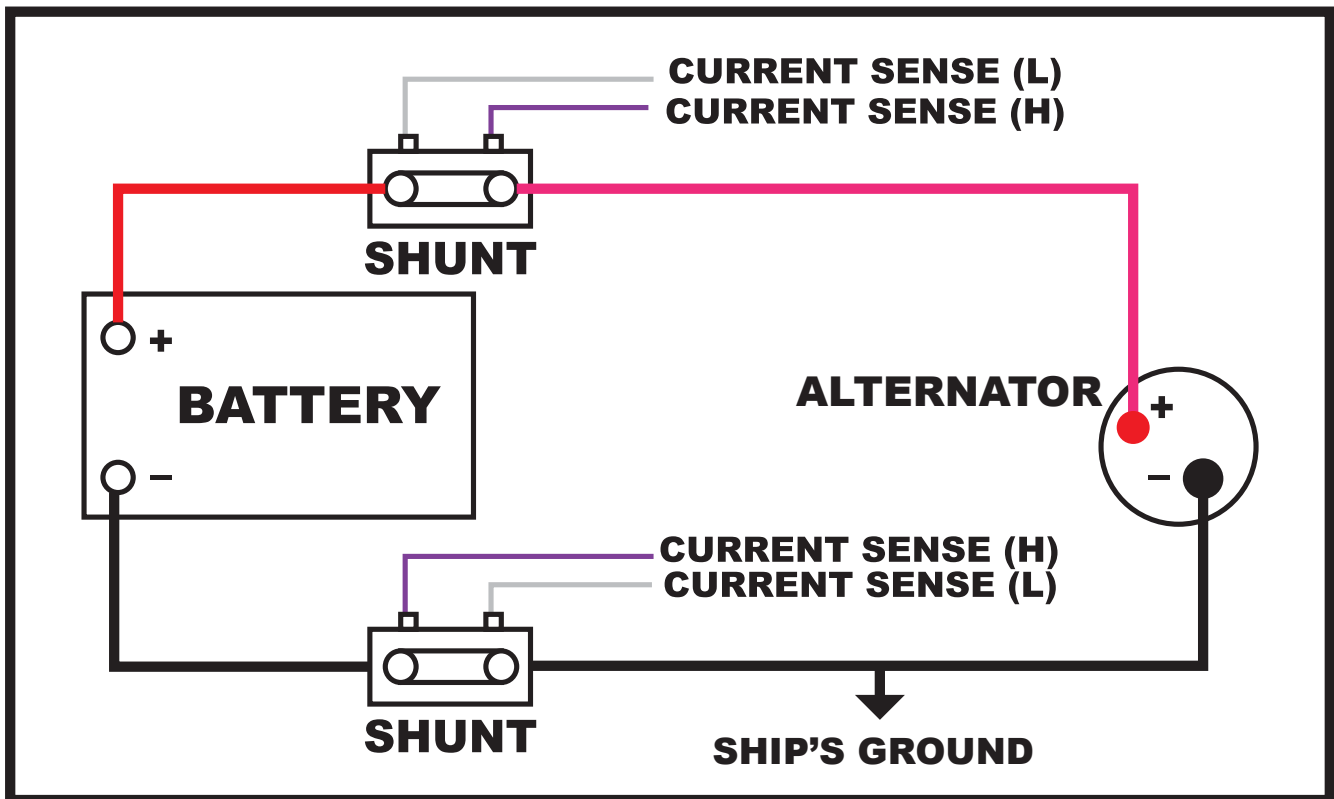 CURRENT SENSE (L)
CURRENT SENSE (H)
SHUNT
+
BATTERY
−
ALTERNATOR
+
−
CURRENT SENSE (H)
CURRENT SENSE (L)
SHUNT
SHIP'S GROUND